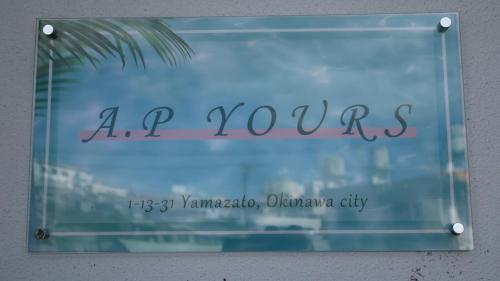 A.P YOURS
1-13-31 Yamazato, Okinawa city